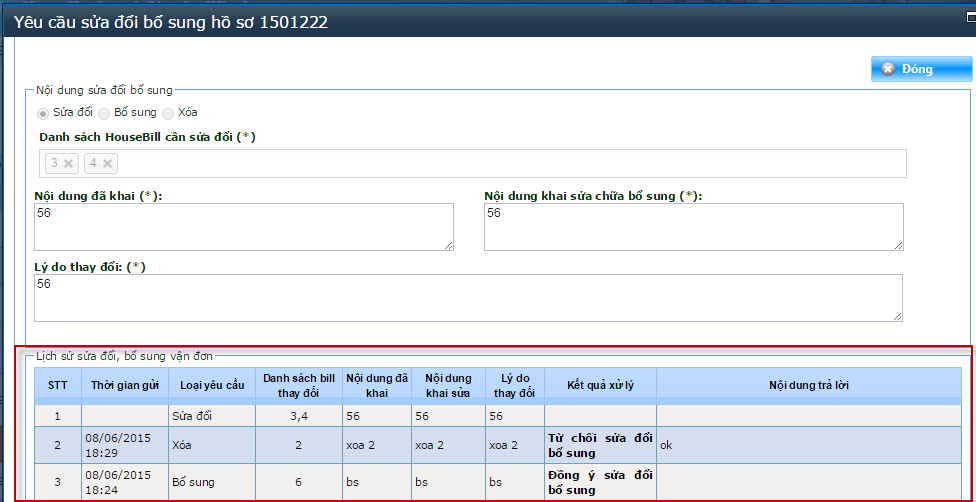 Yêu cầu sửa đổi bổ sung hồ sơ 1501222
Đóng
Nội dung sửa đổi bổ sung
Sửa đổi Bổ sung Xóa
Danh sách HouseBill cần sửa đổi (*)
3 4
Nội dung đã khai (*): Nội dung khai sửa chữa bổ sung (*):
56 56
Lý do thay đổi: (*)
56
Lịch sử sửa đổi, bổ sung vận đơn
STT Thời gian gửi Loại yêu cầu Danh sách bill thay đổi Nội dung đã khai Nội dung khai sửa Lý do thay đổi Kết quả xử lý Nội dung trả lời
1 Sửa đổi 3,4 56 56 56
2 08/06/2015 18:29 Xóa 2 xoa 2 xoa 2 xoa 2 Từ chối sửa đổi bổ sung ok
3 08/06/2015 18:24 Bổ sung 6 bs bs bs Đồng ý sửa đổi bổ sung